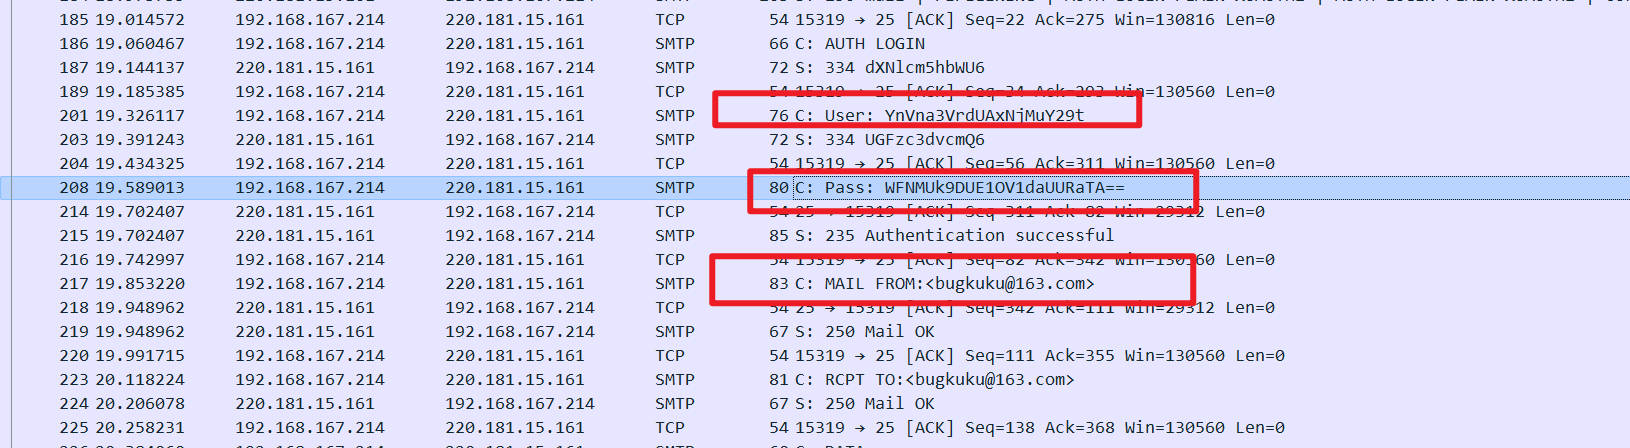 185 19.014572 192.168.167.214 220.181.15.161 TCP 54 15319 → 25 [ACK] Seq=22 Ack=275 Win=130816 Len=0
186 19.060467 192.168.167.214 220.181.15.161 SMTP 66 C: AUTH LOGIN
187 19.144137 220.181.15.161 192.168.167.214 SMTP 72 S: 334 dXNlcm5hbWU6
189 19.185385 192.168.167.214 220.181.15.161 TCP 54 15319 → 25 [ACK] Seq=34 Ack=293 Win=130560 Len=0
201 19.326117 192.168.167.214 220.181.15.161 SMTP 76 C: User: YnVna3VrdUAxNjMuY29t
203 19.391243 220.181.15.161 192.168.167.214 SMTP 72 S: 334 UGFzc3dvcmQ6
204 19.434325 192.168.167.214 220.181.15.161 TCP 54 15319 → 25 [ACK] Seq=56 Ack=311 Win=130560 Len=0
208 19.589013 192.168.167.214 220.181.15.161 SMTP 80 C: Pass: WFNMUk9DUE1OV1daUURaTA==
214 19.702407 220.181.15.161 192.168.167.214 TCP 54 25 → 15319 [ACK] Seq=311 Ack=82 Win=29312 Len=0
215 19.702407 220.181.15.161 192.168.167.214 SMTP 85 S: 235 Authentication successful
216 19.742997 192.168.167.214 220.181.15.161 TCP 54 15319 → 25 [ACK] Seq=82 Ack=342 Win=130560 Len=0
217 19.853220 192.168.167.214 220.181.15.161 SMTP 83 C: MAIL FROM:<bugkuku@163.com>
218 19.948962 220.181.15.161 192.168.167.214 TCP 54 25 → 15319 [ACK] Seq=342 Ack=111 Win=29312 Len=0
219 19.948962 220.181.15.161 192.168.167.214 SMTP 67 S: 250 Mail OK
220 19.991715 192.168.167.214 220.181.15.161 TCP 54 15319 → 25 [ACK] Seq=111 Ack=355 Win=130560 Len=0
223 20.118224 192.168.167.214 220.181.15.161 SMTP 81 C: RCPT TO:<bugkuku@163.com>
224 20.206078 220.181.15.161 192.168.167.214 SMTP 67 S: 250 Mail OK
225 20.258231 192.168.167.214 220.181.15.161 TCP 54 15319 → 25 [ACK] Seq=138 Ack=368 Win=130560 Len=0